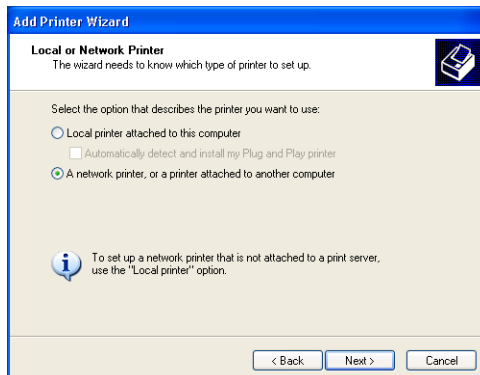 Add Printer Wizard
Local or Network Printer
The wizard needs to know which type of printer to set up.
Select the option that describes the printer you want to use:
Local printer attached to this computer
Automatically detect and install my Plug and Play printer
A network printer, or a printer attached to another computer
To set up a network printer that is not attached to a print server,
use the "Local printer" option.
< Back Next > Cancel